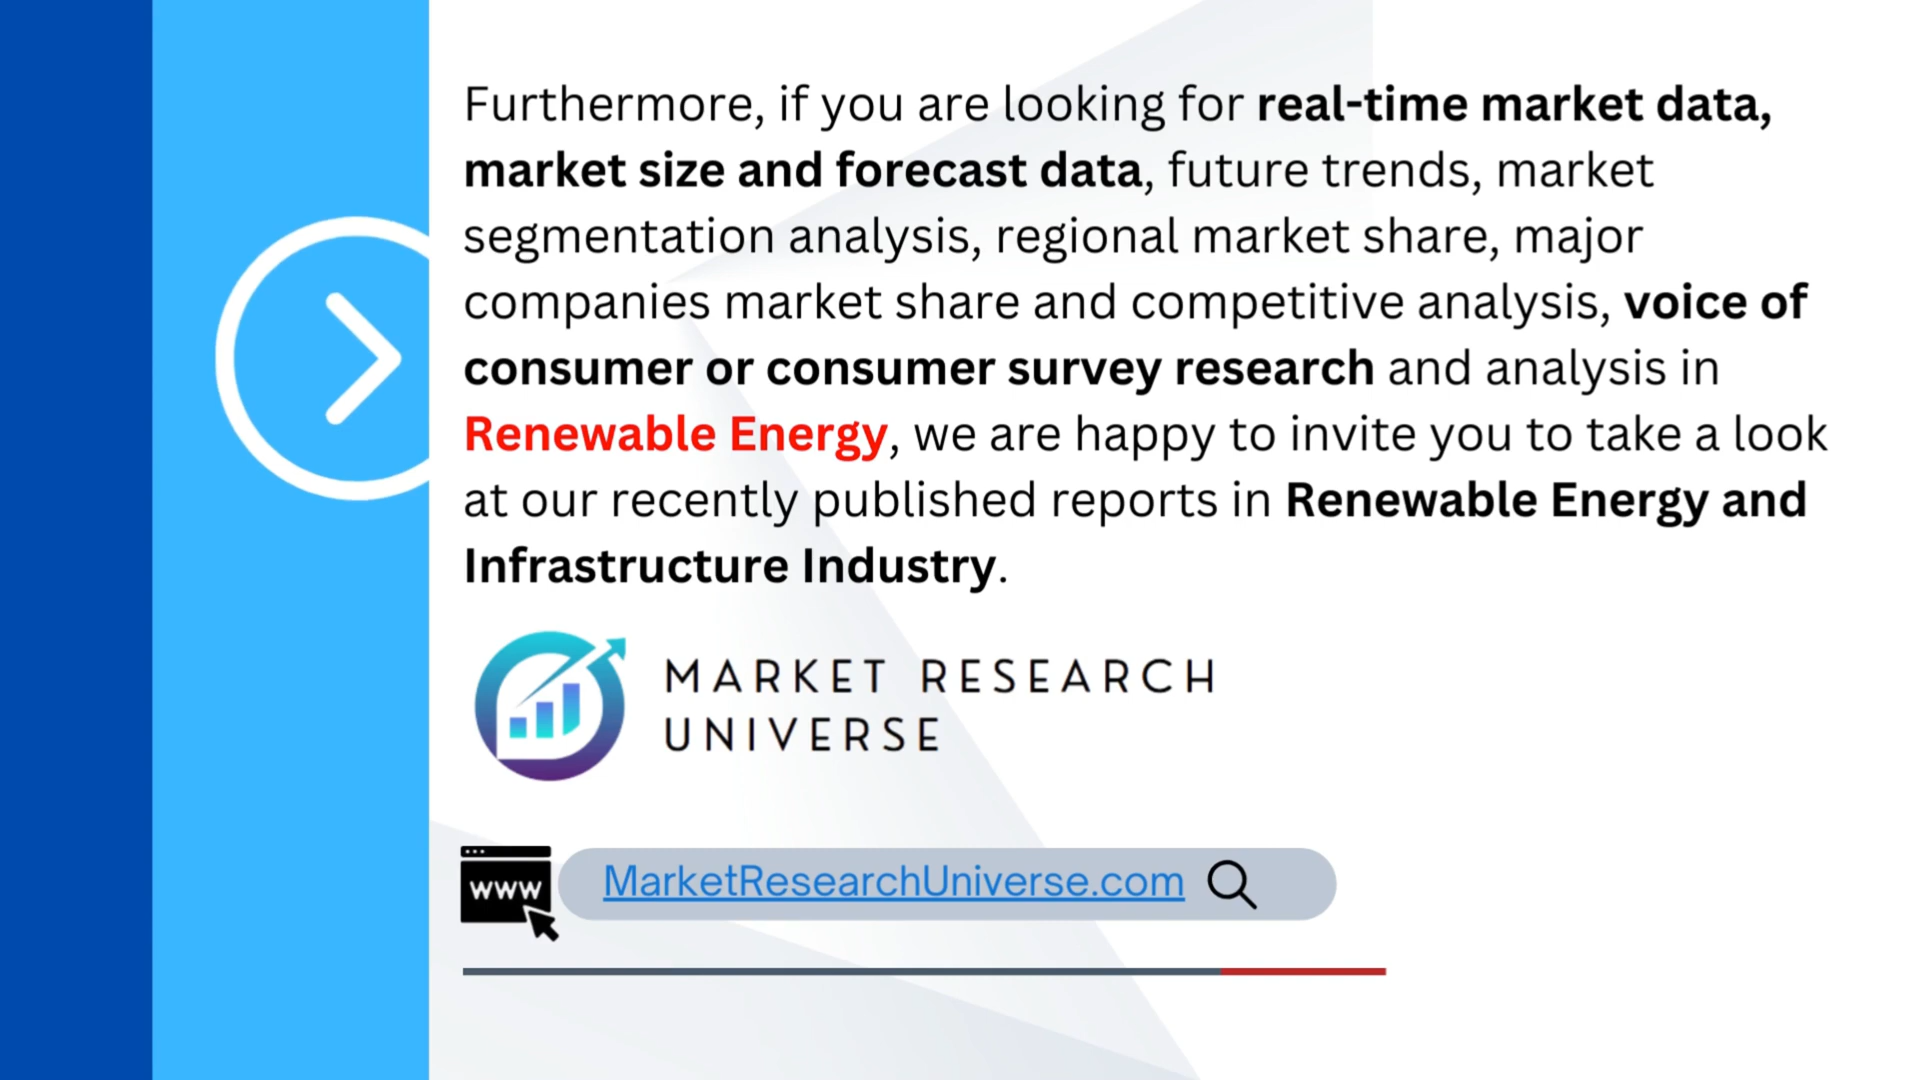 Furthermore, if you are looking for real-time market data,
market size and forecast data, future trends, market
segmentation analysis, regional market share, major
companies market share and competitive analysis, voice of
consumer or consumer survey research and analysis in
Renewable Energy, we are happy to invite you to take a look
at our recently published reports in Renewable Energy and
Infrastructure Industry.
MARKET RESEARCH
UNIVERSE
www
MarketResearchUniverse.com